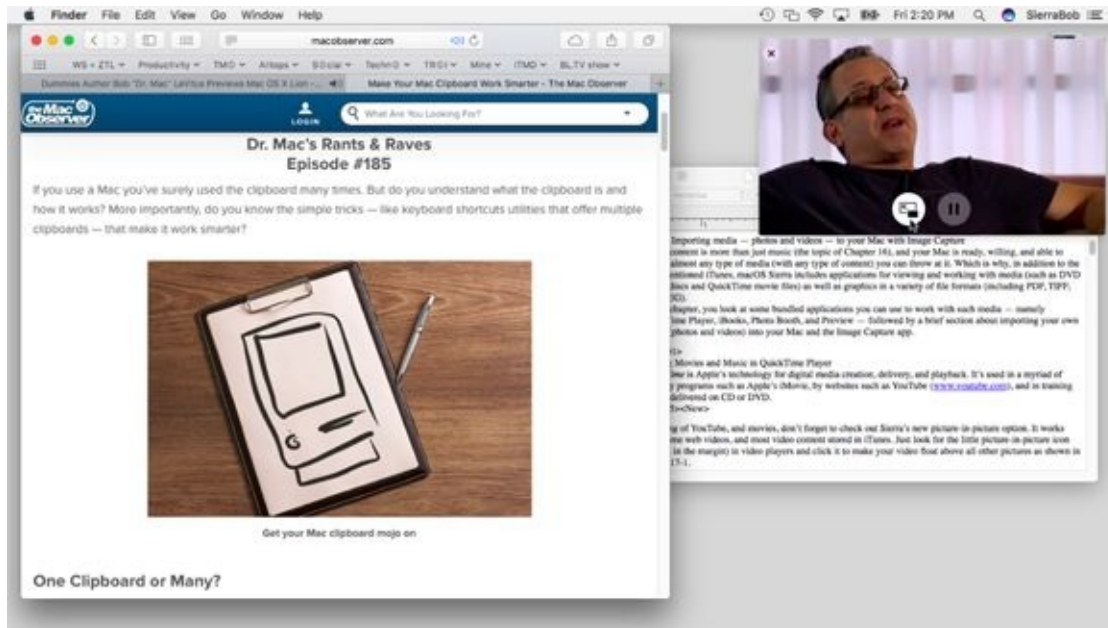 Finder File Edit View Go Window Help
Fri 2:20 PM SierraBob
macobserver.com
WS + ZTL Productivity TMO Social Mine ITMO BLTV show
Dummies Author Bob "Dr. Mac" LeVitus Previews Mac OS X Lion -
Make Your Mac Clipboard Work Smarter - The Mac Observer
the Mac Observer
LOGIN
What Are You Looking For?
Dr. Mac's Rants & Raves
Episode #185
If you use a Mac you've surely used the clipboard many times. But do you understand what the clipboard is and
how it works? More importantly, do you know the simple tricks — like keyboard shortcuts utilities that offer multiple
clipboards — that make it work smarter?
Get your Mac clipboard mojo on
One Clipboard or Many?
Importing media — photos and videos — to your Mac with Image Capture
content is more than just music (the topic of Chapter 16), and your Mac is ready, willing, and able to
almost any type of media (with any type of content) you can throw at it. Which is why, in addition to the
entioned iTunes, macOS Sierra includes applications for viewing and working with media (such as DVD
discs and QuickTime movie files) as well as graphics in a variety of file formats (including PDF, TIFF,
chapter, you look at some bundled applications you can use to work with such media — namely
ime Player, iBooks, Photo Booth, and Preview — followed by a brief section about importing your own
photos and videos) into your Mac and the Image Capture app.
Movies and Music in QuickTime Player
is Apple's technology for digital media creation, delivery, and playback. It's used in a myriad of
programs such as Apple's iMovie, by websites such as YouTube (www.youtube.com), and in training
delivered on CD or DVD.
><New>
g of YouTube, and movies, don't forget to check out Sierra's new picture-in-picture option. It works
me web videos, and most video content stored in iTunes. Just look for the little picture-in-picture icon
in the margin) in video players and click it to make your video float above all other pictures as shown in
17-1.